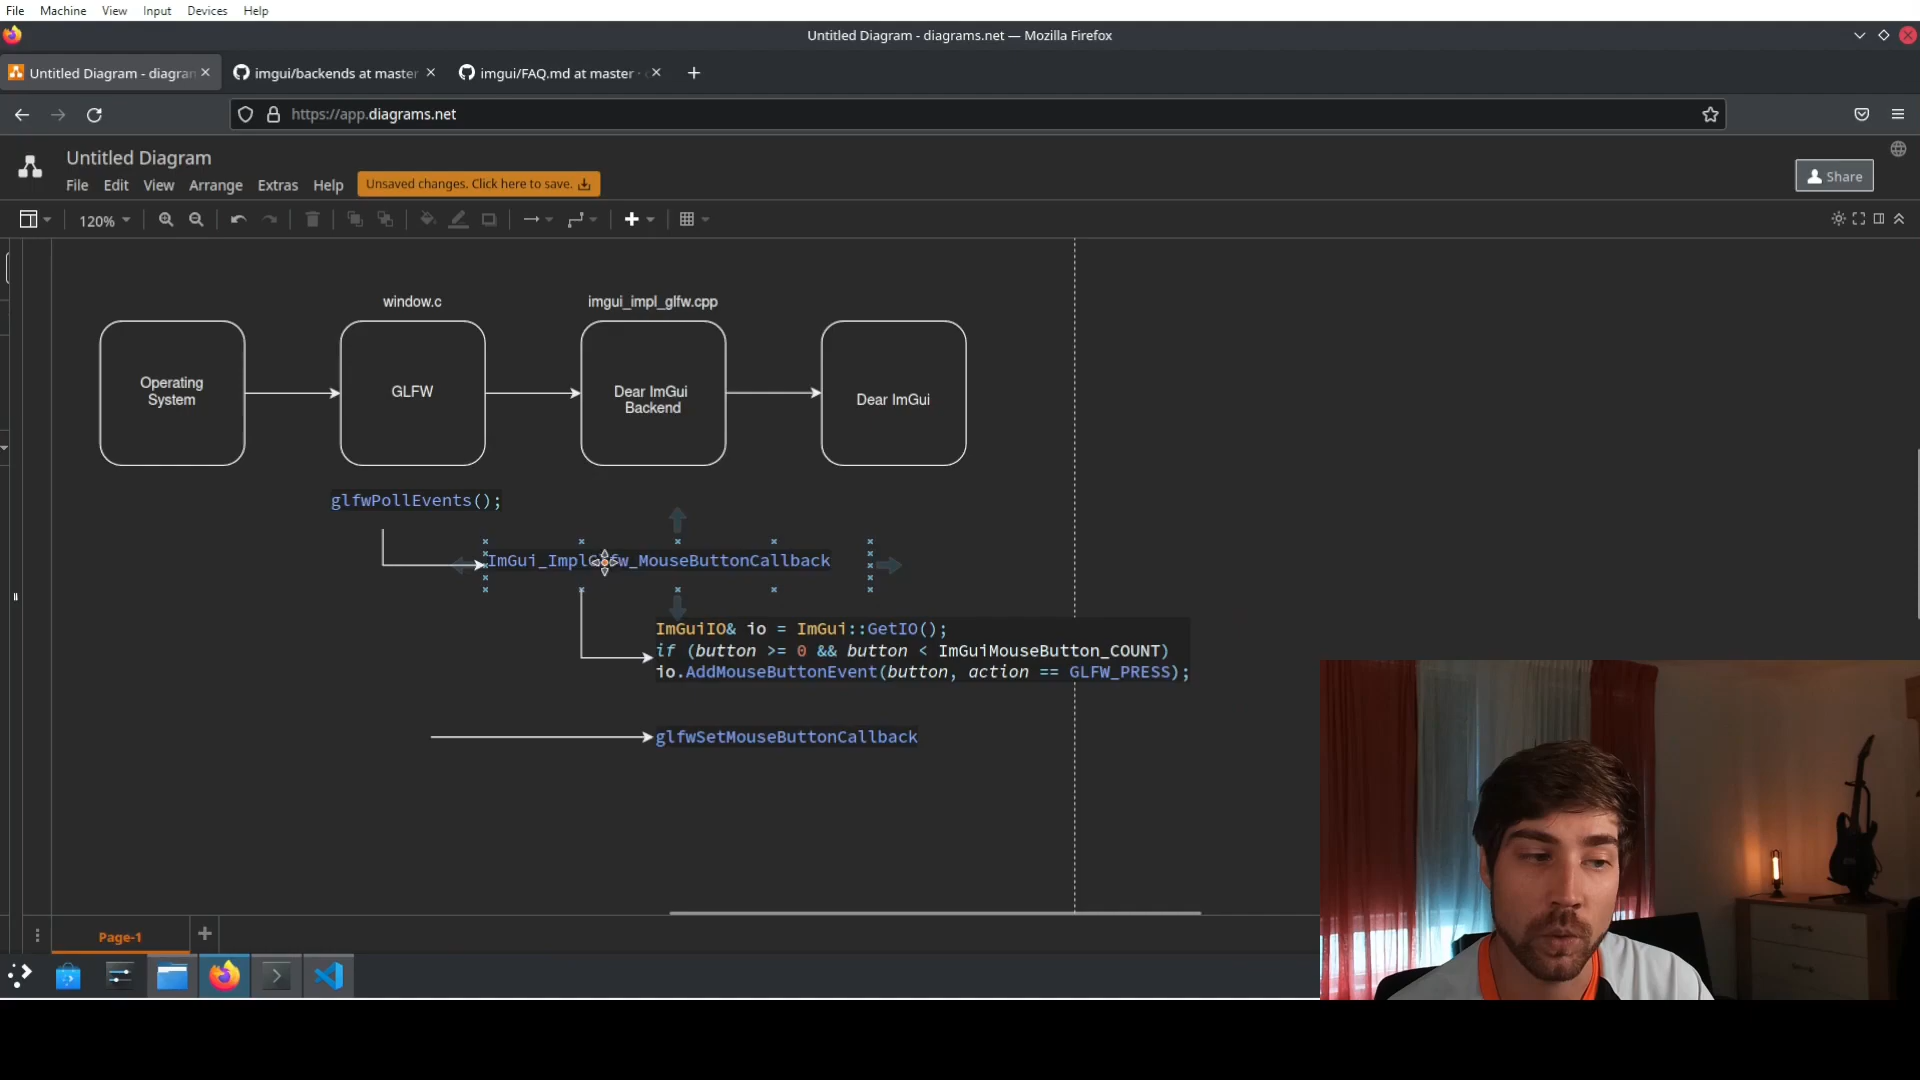 File Machine View Input Devices Help
Untitled Diagram - diagrams.net — Mozilla Firefox
Untitled Diagram - diagran
imgui/backends at master
imgui/FAQ.md at master ·
https://app.diagrams.net
Untitled Diagram
File Edit View Arrange Extras Help
Unsaved changes. Click here to save.
Share
120%
window.c
imgui_impl_glfw.cpp
Operating
System
GLFW
Dear ImGui
Backend
Dear ImGui
glfwPollEvents();
ImGui_ImplGlfw_MouseButtonCallback
ImGuiIO& io = ImGui::GetIO();
if (button >= 0 && button < ImGuiMouseButton_COUNT)
io.AddMouseButtonEvent(button, action == GLFW_PRESS);
glfwSetMouseButtonCallback
Page-1